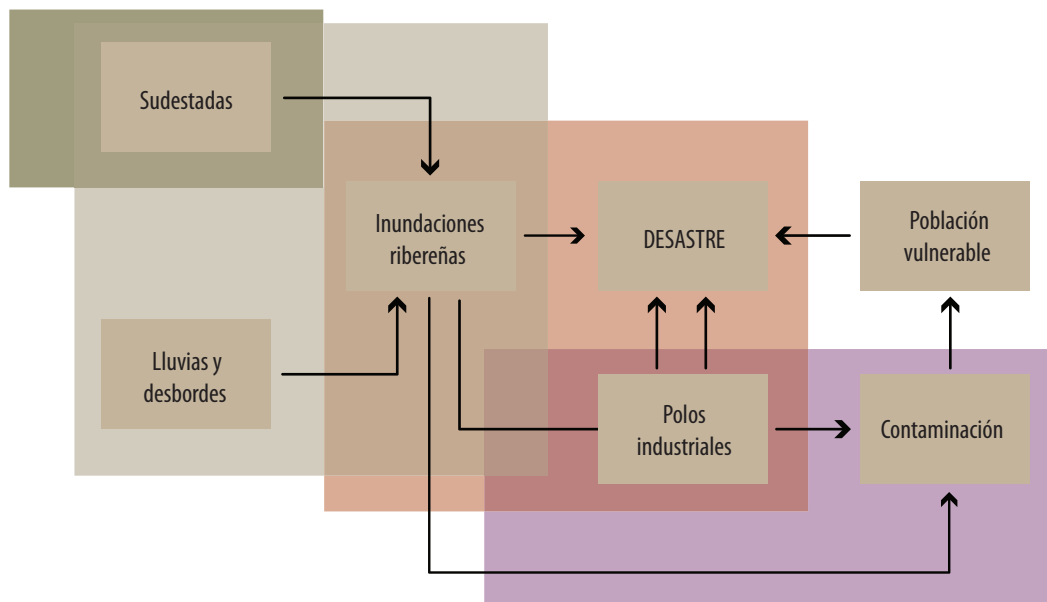 Sudestadas
Inundaciones
ribereñas
DESASTRE
Población
vulnerable
Lluvias y
desbordes
Polos
industriales
Contaminación